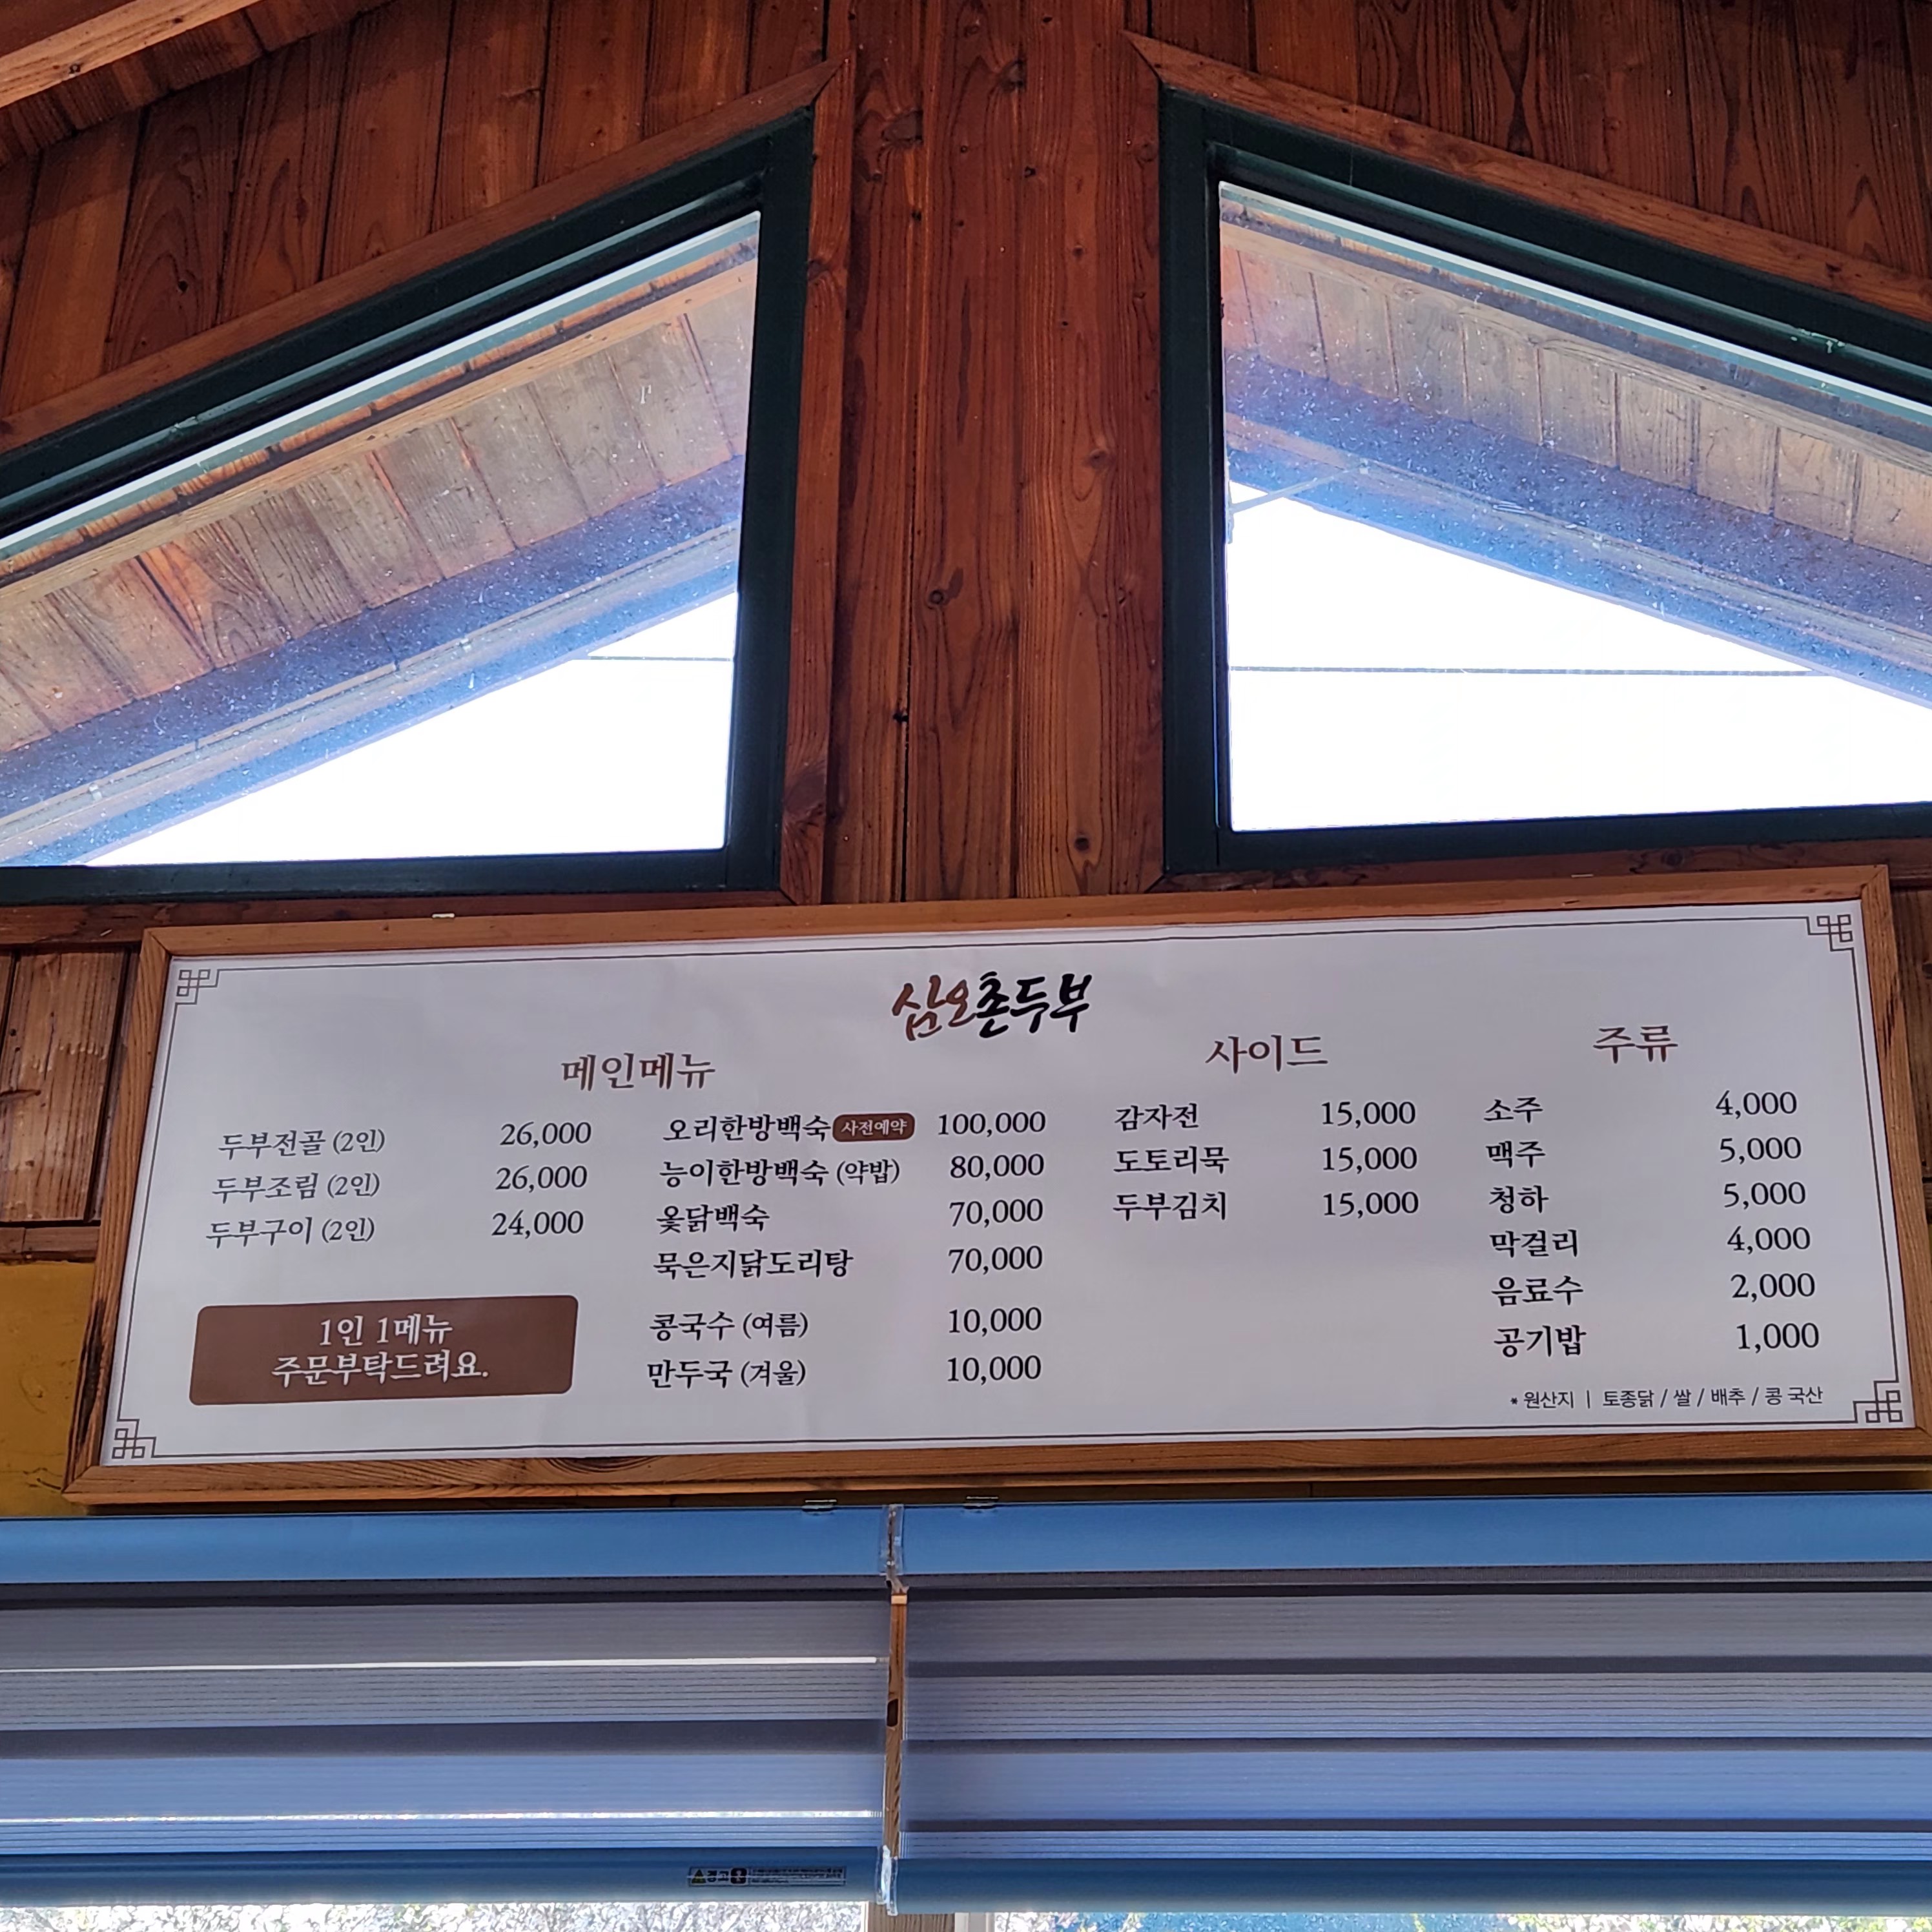 심오촌두부
메인메뉴
두부전골 (2인) 26,000
두부조림 (2인) 26,000
두부구이 (2인) 24,000
1인 1메뉴
주문부탁드려요.
오리한방백숙 사전예약 100,000
능이한방백숙 (약밥) 80,000
옻닭백숙 70,000
묵은지닭도리탕 70,000
콩국수 (여름) 10,000
만두국 (겨울) 10,000
사이드
감자전 15,000
도토리묵 15,000
두부김치 15,000
주류
소주 4,000
맥주 5,000
청하 5,000
막걸리 4,000
음료수 2,000
공기밥 1,000
* 원산지 | 토종닭 / 쌀 / 배추 / 콩 국산
경고